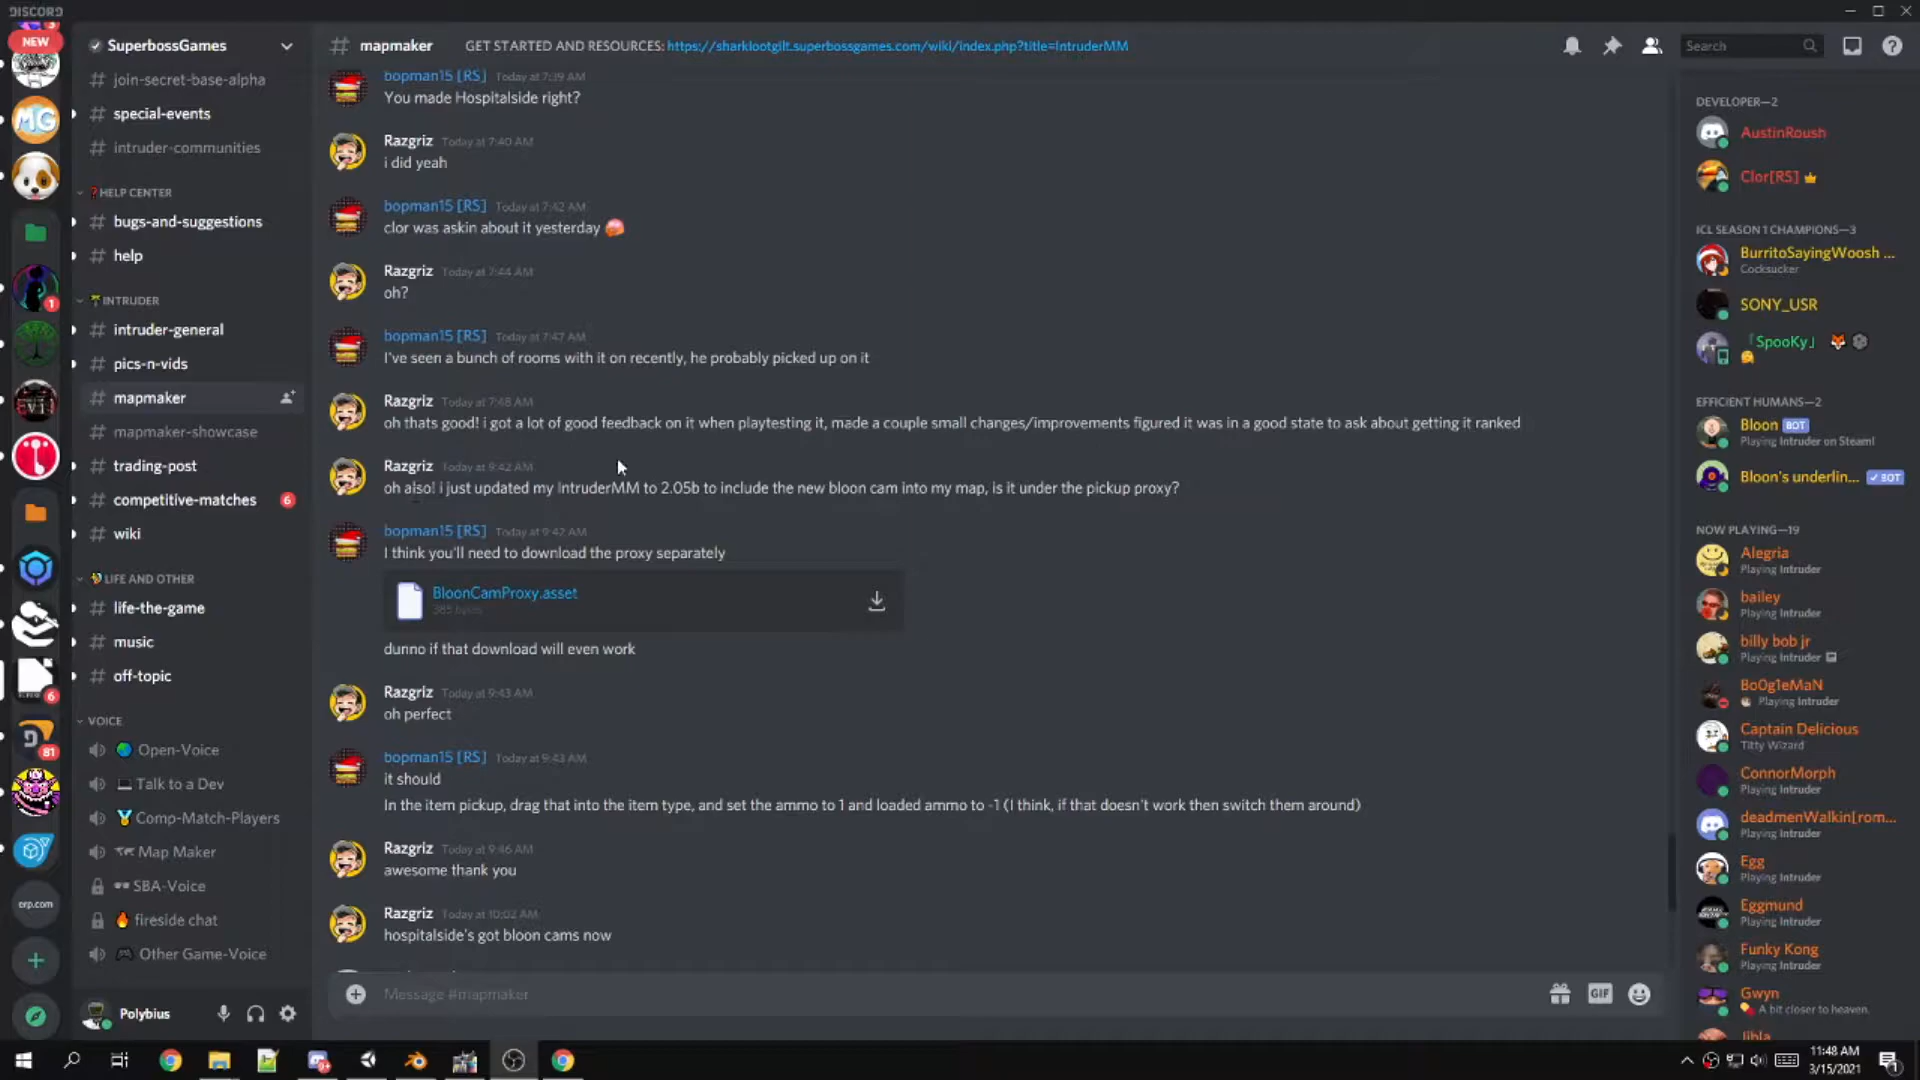 DISCORD
NEW
SuperbossGames
mapmaker
GET STARTED AND RESOURCES: https://sharklootgilt.superbossgames.com/wiki/index.php?title=IntruderMM
Search
join-secret-base-alpha
special-events
intruder-communities
HELP CENTER
bugs-and-suggestions
help
INTRUDER
intruder-general
pics-n-vids
mapmaker
mapmaker-showcase
trading-post
competitive-matches 6
wiki
LIFE AND OTHER
life-the-game
music
off-topic
VOICE
Open-Voice
Talk to a Dev
Comp-Match-Players
Map Maker
SBA-Voice
fireside chat
Other Game-Voice
Polybius
MG
1
6
81
erp.com
bopman15 [RS] Today at 7:39 AM
You made Hospitalside right?
Razgriz Today at 7:40 AM
i did yeah
bopman15 [RS] Today at 7:42 AM
clor was askin about it yesterday
Razgriz Today at 7:44 AM
oh?
bopman15 [RS] Today at 7:47 AM
I've seen a bunch of rooms with it on recently, he probably picked up on it
Razgriz Today at 7:48 AM
oh thats good! i got a lot of good feedback on it when playtesting it, made a couple small changes/improvements figured it was in a good state to ask about getting it ranked
Razgriz Today at 9:42 AM
oh also! i just updated my IntruderMM to 2.05b to include the new bloon cam into my map, is it under the pickup proxy?
bopman15 [RS] Today at 9:42 AM
I think you'll need to download the proxy separately
BloonCamProxy.asset
385 bytes
dunno if that download will even work
Razgriz Today at 9:43 AM
oh perfect
bopman15 [RS] Today at 9:43 AM
it should
In the item pickup, drag that into the item type, and set the ammo to 1 and loaded ammo to -1 (I think, if that doesn't work then switch them around)
Razgriz Today at 9:46 AM
awesome thank you
Razgriz Today at 10:02 AM
hospitalside's got bloon cams now
Message #mapmaker
GIF
DEVELOPER—2
AustinRoush
Clor[RS]
ICL SEASON 1 CHAMPIONS—3
BurritoSayingWoosh ...
Cocksucker
SONY_USR
「SpooKy」
EFFICIENT HUMANS—2
Bloon BOT
Playing Intruder on Steam!
Bloon's underlin... ✓ BOT
NOW PLAYING—19
Alegria
Playing Intruder
bailey
Playing Intruder
billy bob jr
Playing Intruder
Bo0g1eMaN
Playing Intruder
Captain Delicious
Titty Wizard
ConnorMorph
Playing Intruder
deadmenWalkin[rom...
Playing Intruder
Egg
Playing Intruder
Eggmund
Playing Intruder
Funky Kong
Playing Intruder
Gwyn
A bit closer to heaven.
11:48 AM
3/15/2021